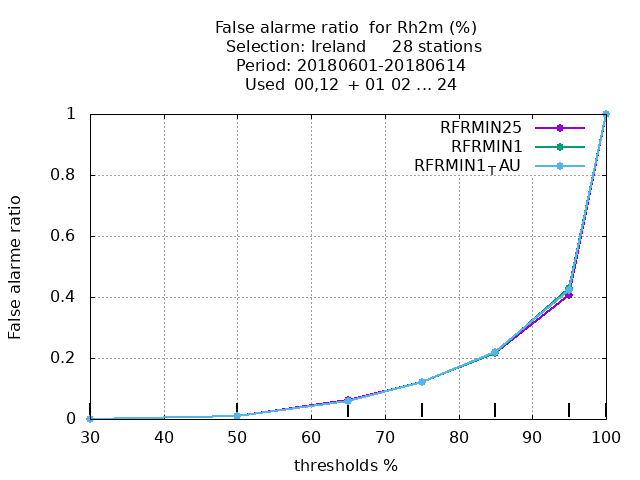 False alarme ratio  for Rh2m (%)
Selection: Ireland     28 stations
Period: 20180601-20180614
Used  00,12  + 01 02 ... 24
RFRMIN25
RFRMIN1
RFRMIN1TAU
False alarme ratio
1
0.8
0.6
0.4
0.2
0
30 40 50 60 70 80 90 100
thresholds %